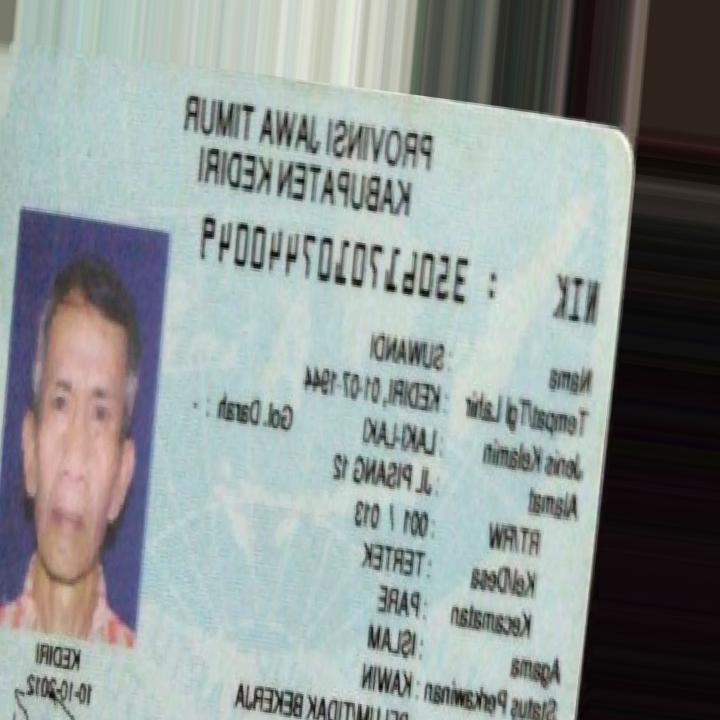 PROVINSI JAWA TIMUR
KABUPATEN KEDIRI
NIK : 3506170107440049
Nama : SUWANDI
Tempat/Tgl Lahir : KEDIRI, 01-07-1944
Jenis Kelamin : LAKI-LAKI Gol. Darah : -
Alamat : JL PISANG 12
RT/RW : 001 / 013
Kel/Desa : TERTEK
Kecamatan : PARE
Agama : ISLAM
Status Perkawinan : KAWIN
BELUM/TIDAK BEKERJA
KEDIRI
10-10-2012